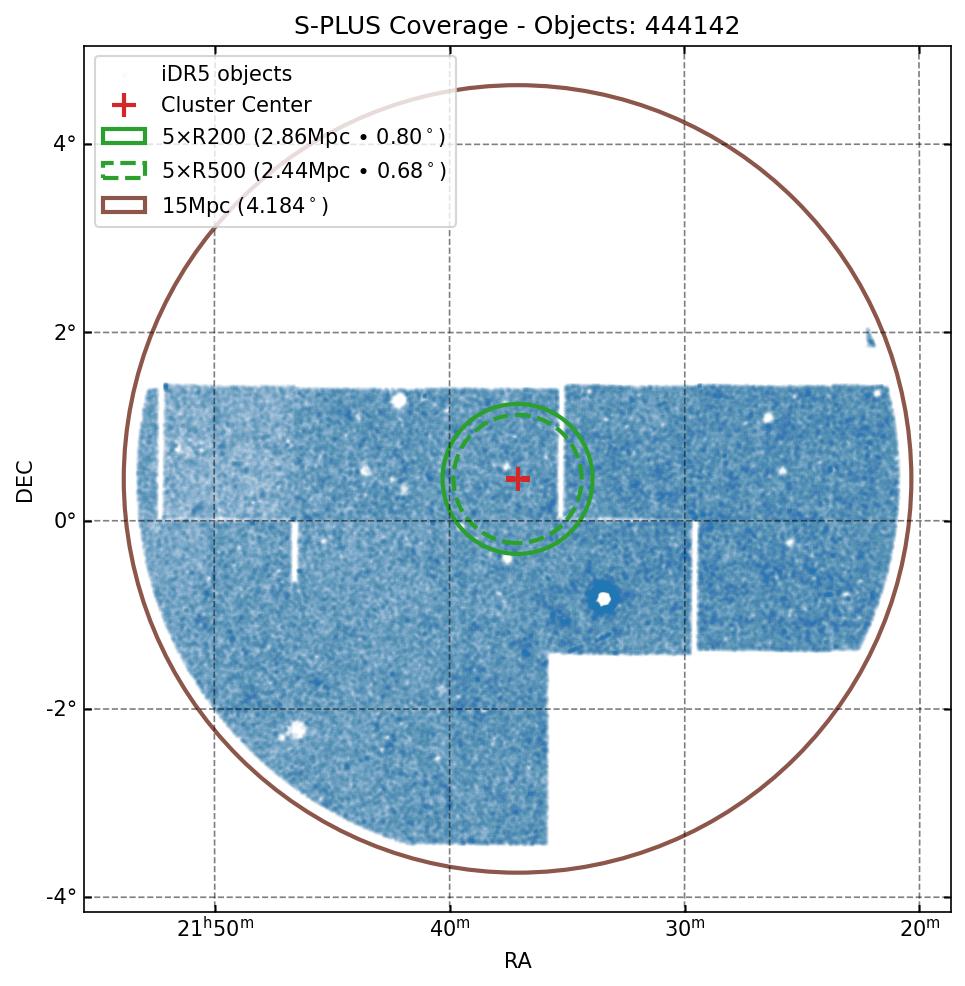 S-PLUS Coverage - Objects: 444142
iDR5 objects
Cluster Center
5×R200 (2.86Mpc • 0.80°)
5×R500 (2.44Mpc • 0.68°)
15Mpc (4.184°)
4°
2°
0°
-2°
-4°
DEC
21ʰ50ᵐ 40ᵐ 30ᵐ 20ᵐ
RA